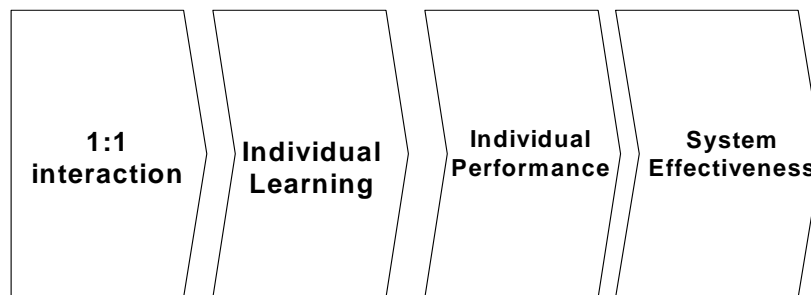 1:1
interaction
Individual
Learning
Individual
Performance
System
Effectiveness